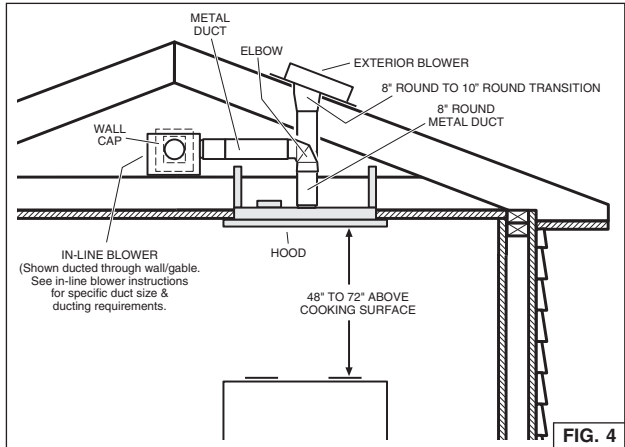 METAL
DUCT
ELBOW
EXTERIOR BLOWER
8" ROUND TO 10" ROUND TRANSITION
8" ROUND
METAL DUCT
WALL
CAP
IN-LINE BLOWER
(Shown ducted through wall/gable.
See in-line blower instructions
for specific duct size &
ducting requirements.
HOOD
48" TO 72" ABOVE
COOKING SURFACE
FIG. 4